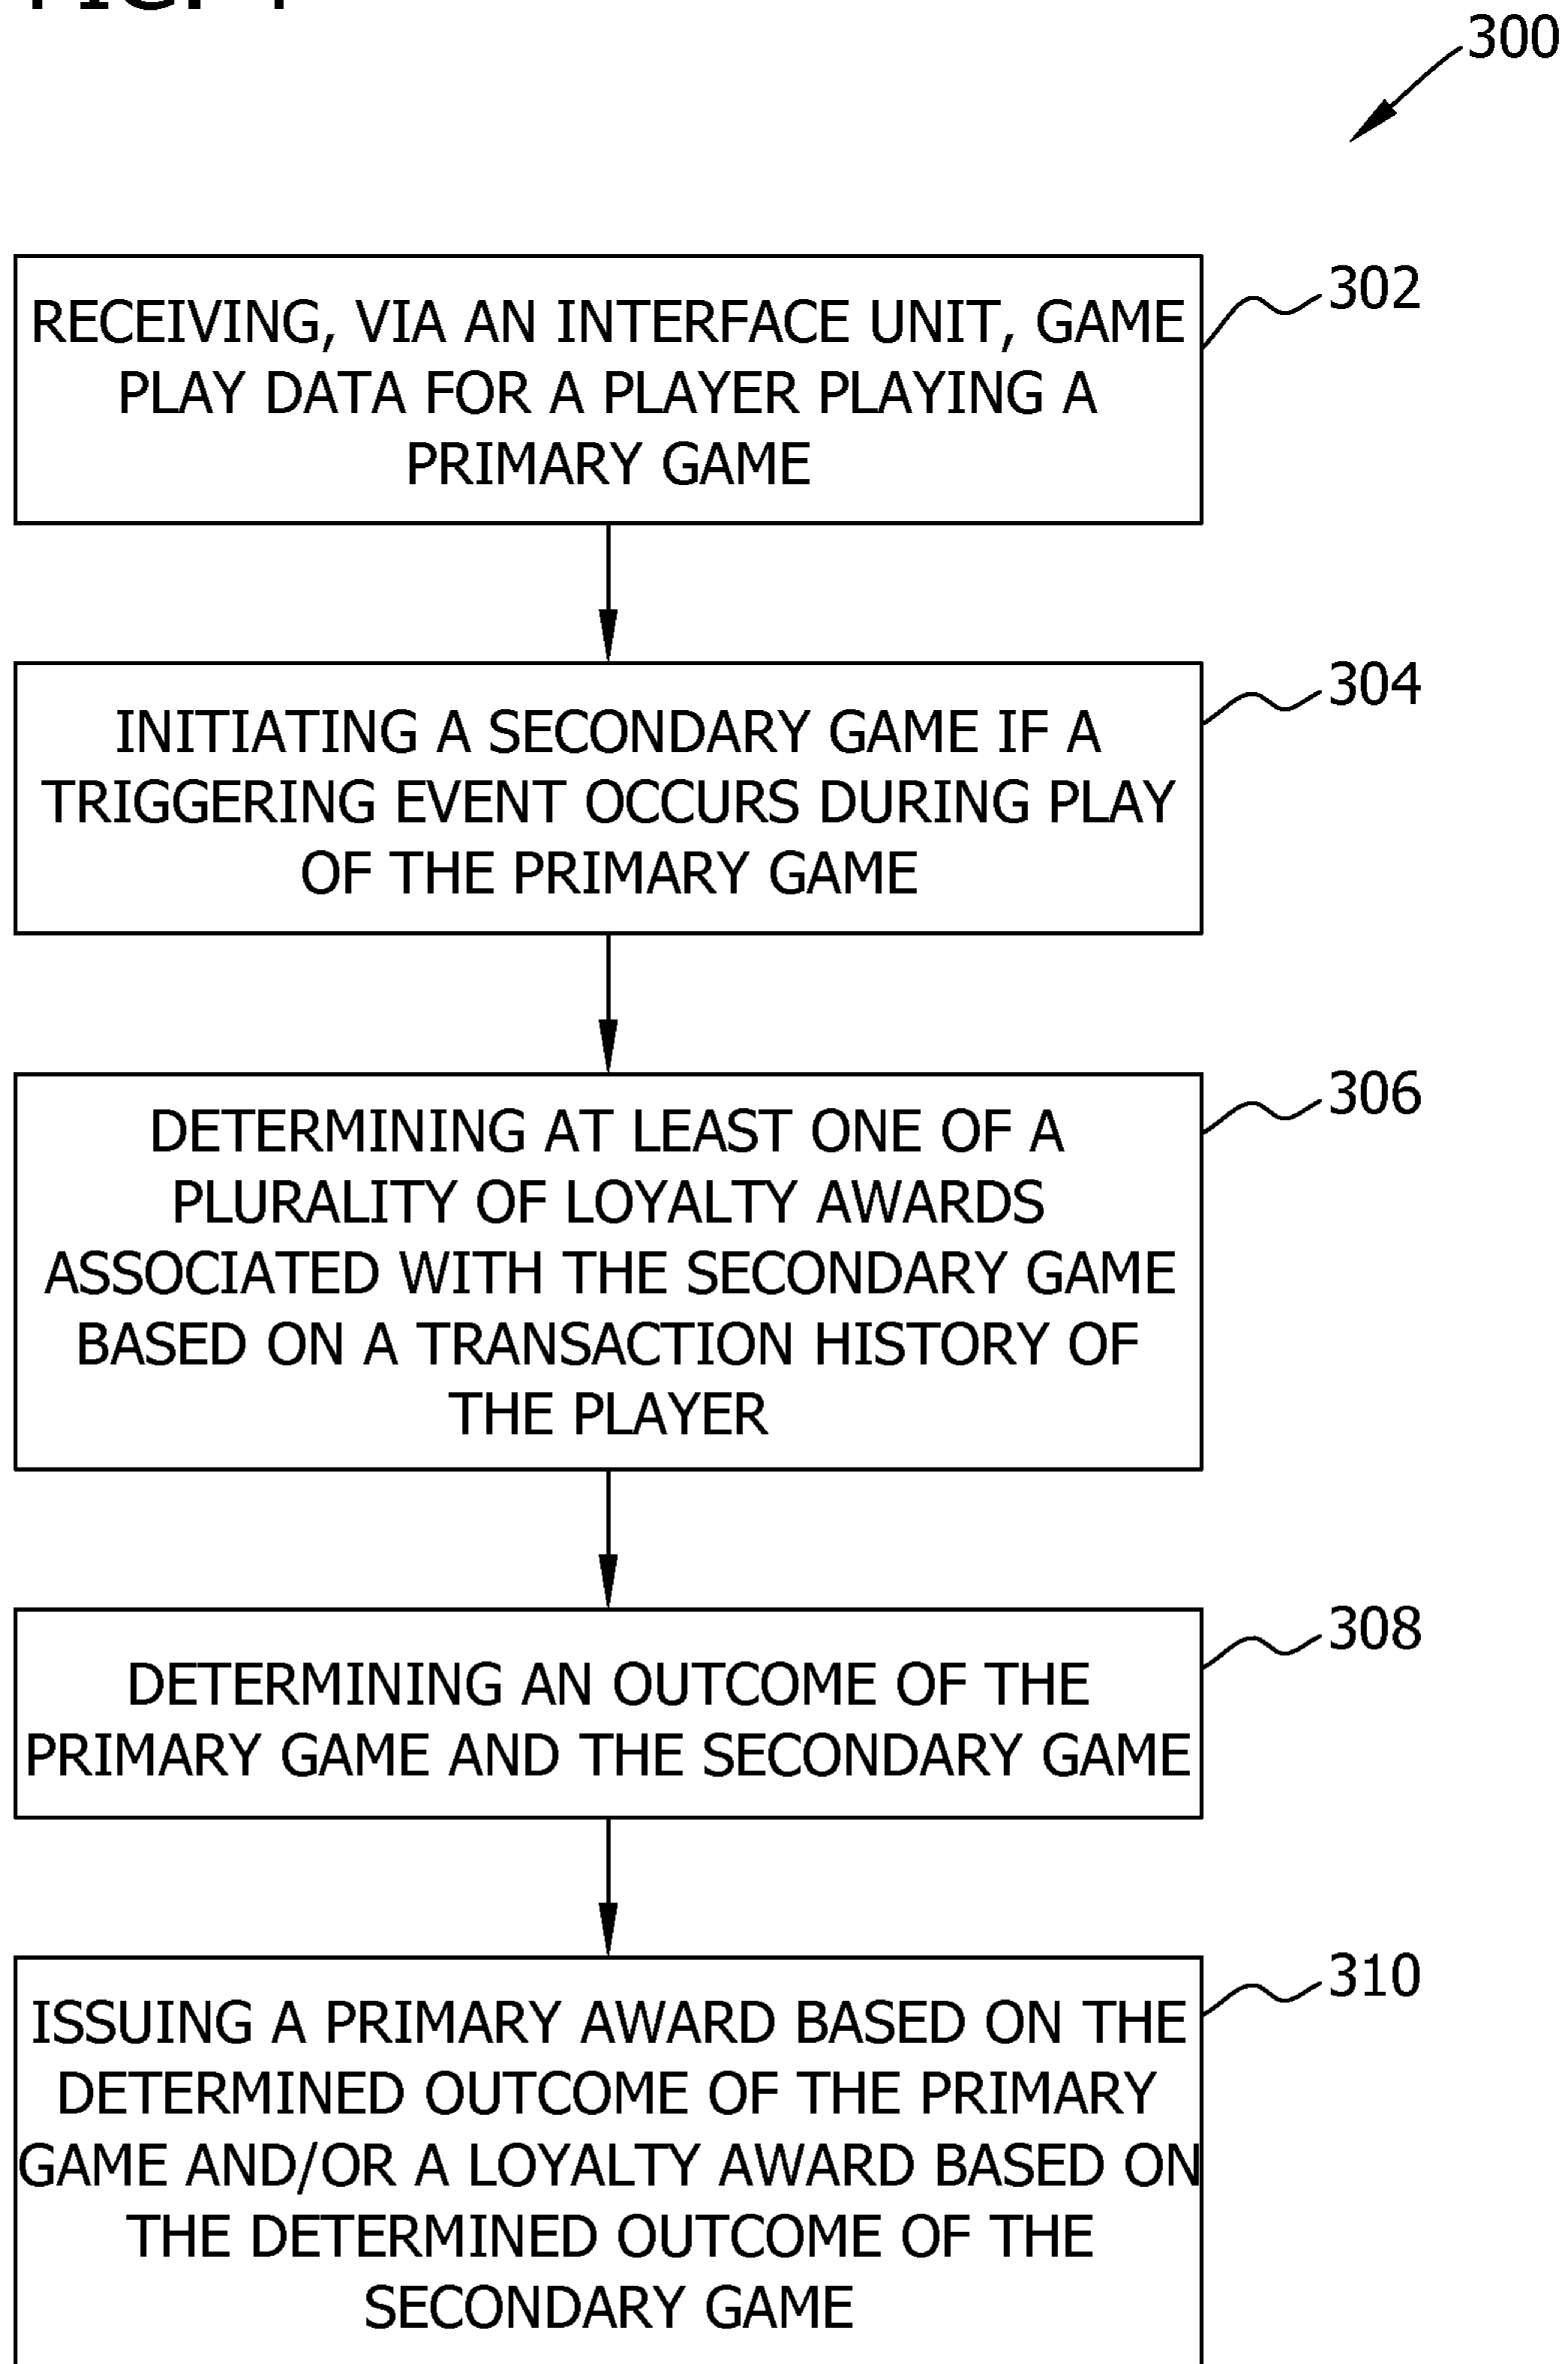 300
RECEIVING, VIA AN INTERFACE UNIT, GAME
PLAY DATA FOR A PLAYER PLAYING A
PRIMARY GAME
302
INITIATING A SECONDARY GAME IF A
TRIGGERING EVENT OCCURS DURING PLAY
OF THE PRIMARY GAME
304
DETERMINING AT LEAST ONE OF A
PLURALITY OF LOYALTY AWARDS
ASSOCIATED WITH THE SECONDARY GAME
BASED ON A TRANSACTION HISTORY OF
THE PLAYER
306
DETERMINING AN OUTCOME OF THE
PRIMARY GAME AND THE SECONDARY GAME
308
ISSUING A PRIMARY AWARD BASED ON THE
DETERMINED OUTCOME OF THE PRIMARY
GAME AND/OR A LOYALTY AWARD BASED ON
THE DETERMINED OUTCOME OF THE
SECONDARY GAME
310